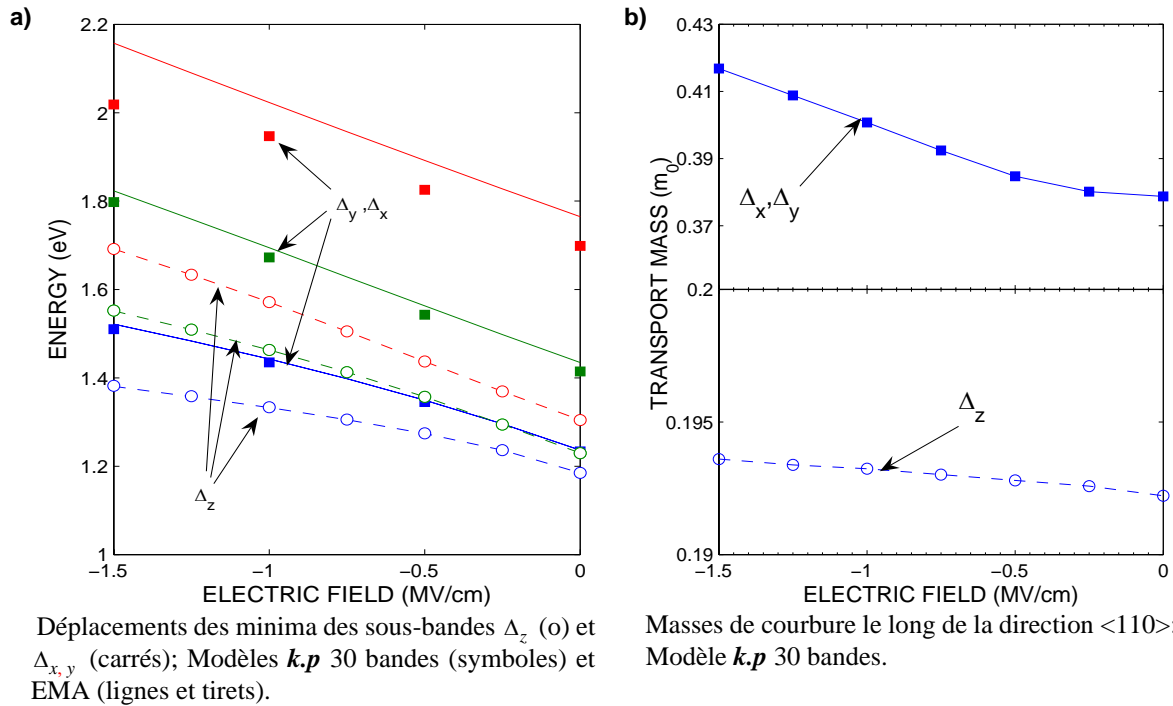 a)
2.2
2
1.8
1.6
1.4
1.2
1
ENERGY (eV)
Δy ,Δx
Δz
−1.5
−1
−0.5
0
ELECTRIC FIELD (MV/cm)
Déplacements des minima des sous-bandes Δz (o) et
Δx, y (carrés); Modèles k.p 30 bandes (symboles) et
EMA (lignes et tirets).
b)
0.43
0.41
0.39
0.37
0.2
0.195
0.19
TRANSPORT MASS (m0)
Δx,Δy
Δz
−1.5
−1
−0.5
0
ELECTRIC FIELD (MV/cm)
Masses de courbure le long de la direction <110>:
Modèle k.p 30 bandes.